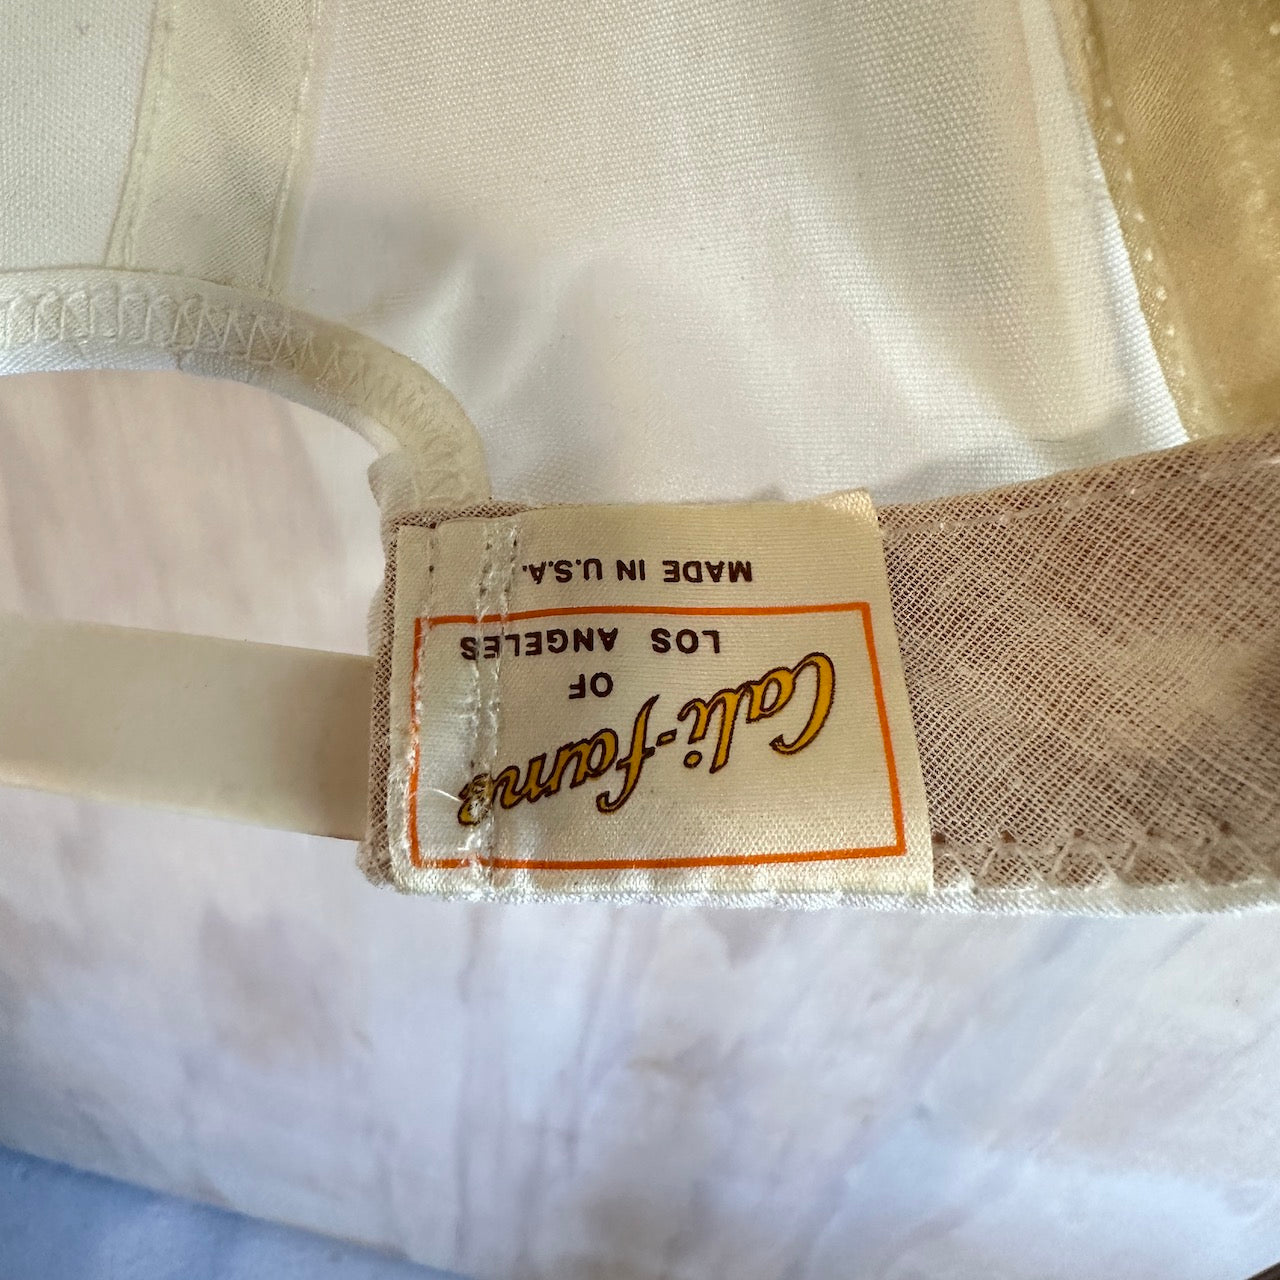 Cali-fame
OF
LOS ANGELES
MADE IN U.S.A.